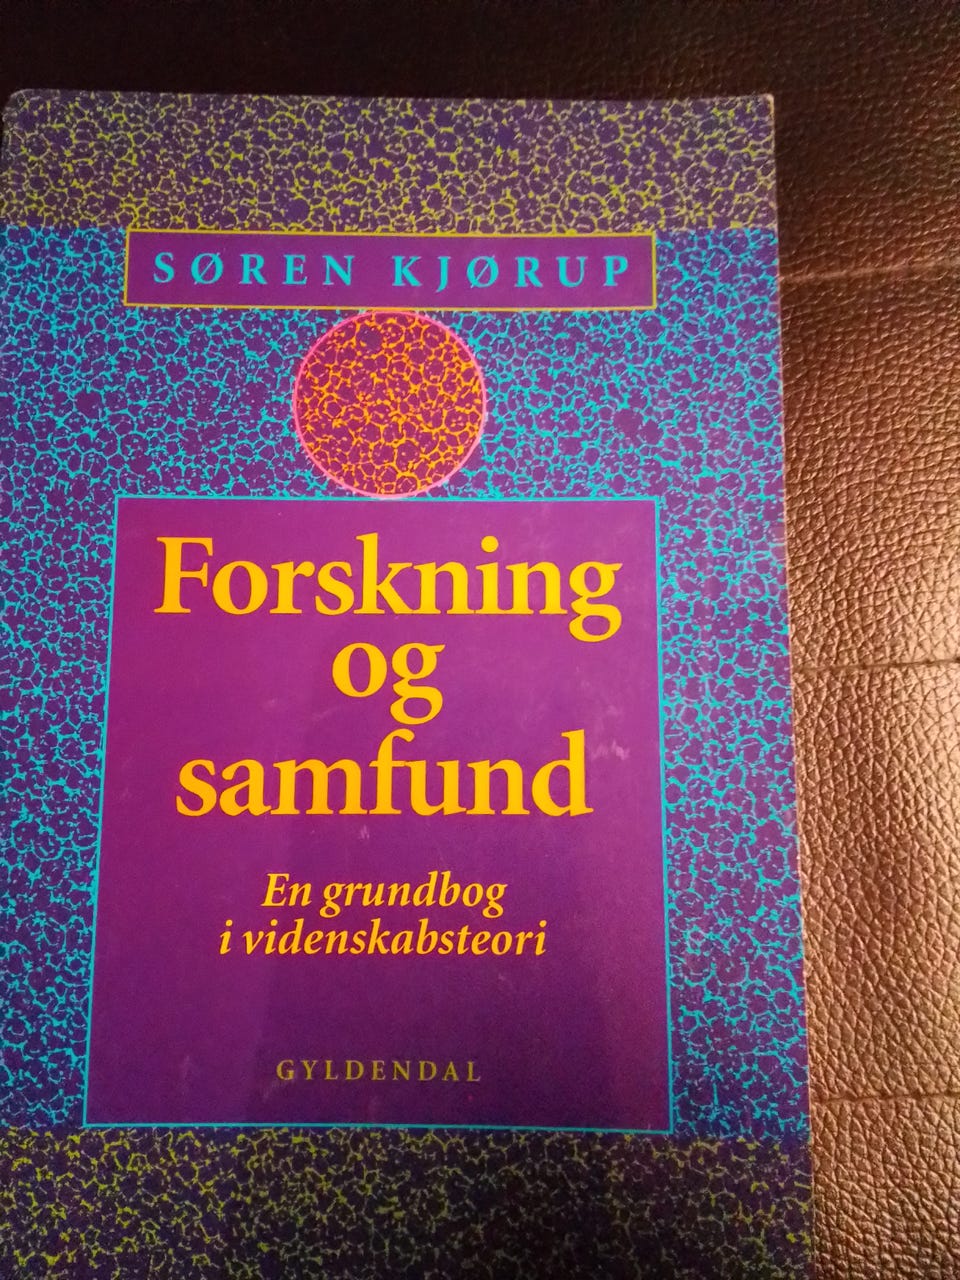 SØREN KJØRUP
Forskning
og
samfund
En grundbog
i videnskabsteori
GYLDENDAL